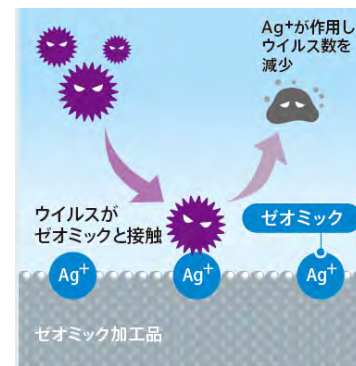 Ag⁺が作用し
ウイルス数を
減少
ウイルスが
ゼオミックと接触
ゼオミック
Ag⁺
Ag⁺
Ag⁺
ゼオミック加工品